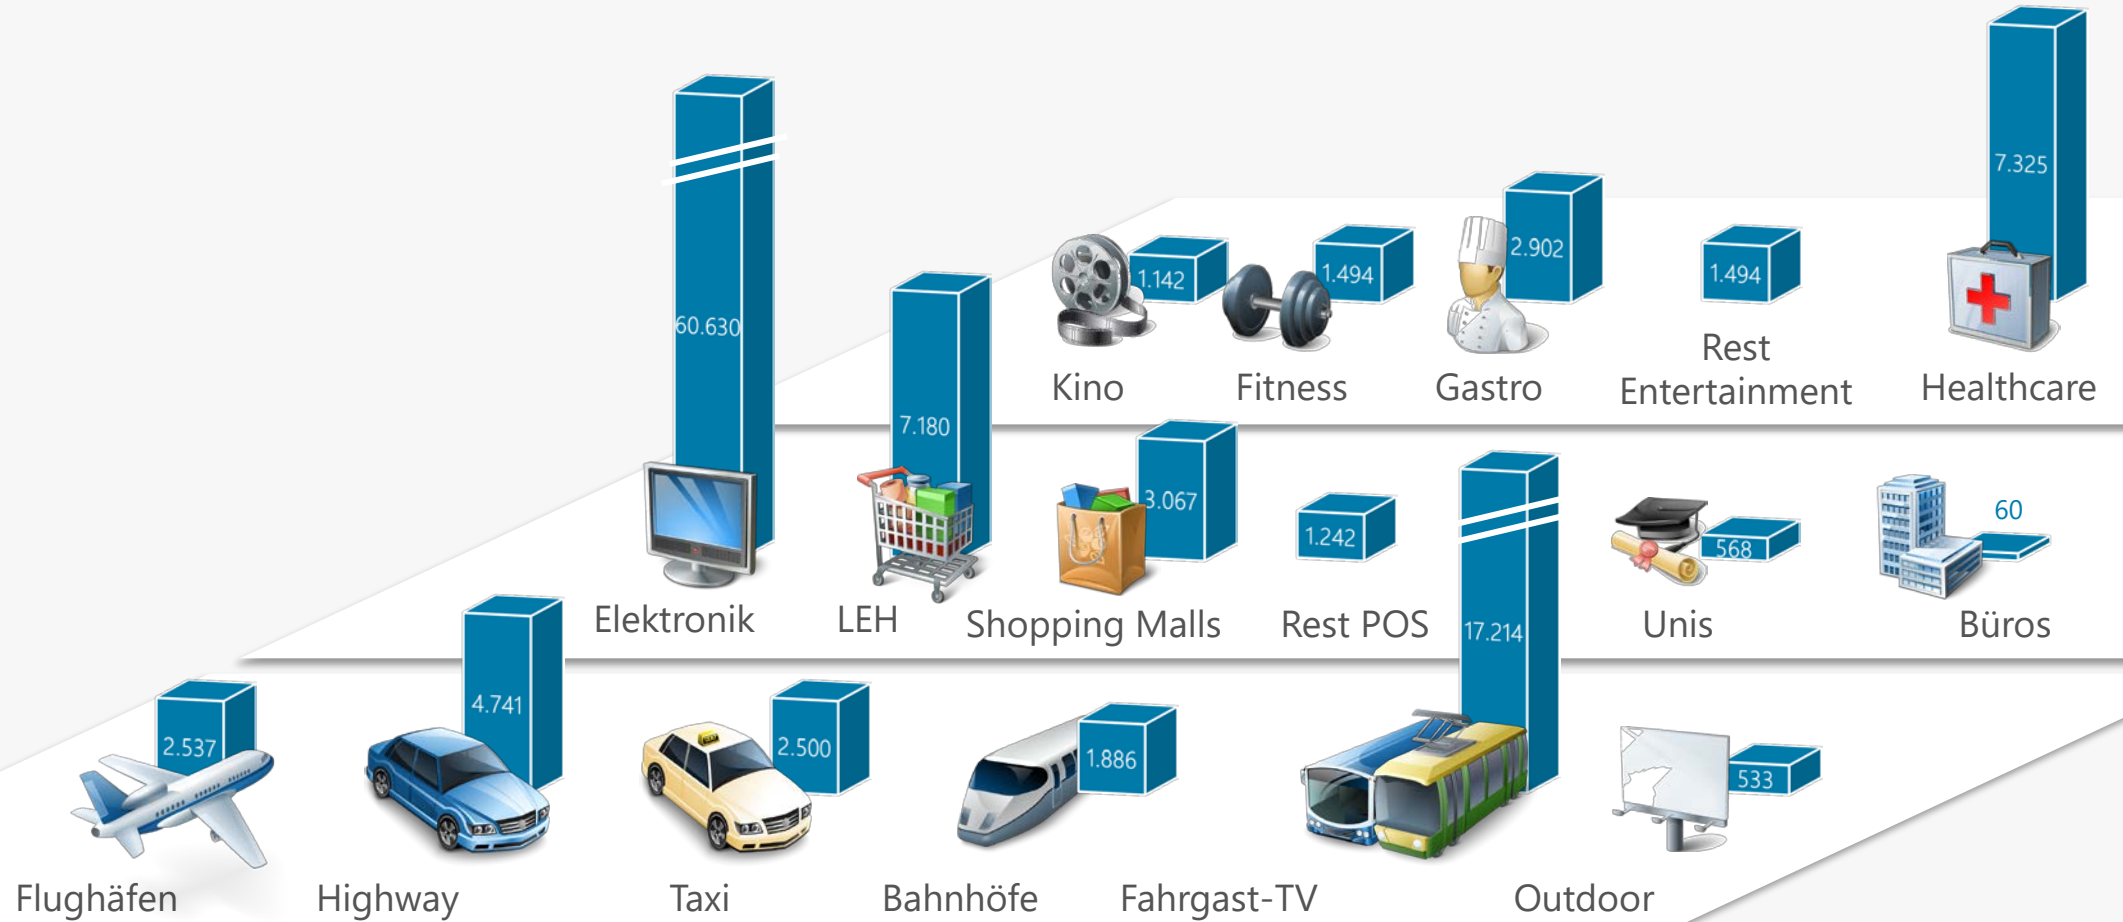 7.325
1.142
1.494
2.902
1.494
Kino
Fitness
Gastro
Rest
Entertainment
Healthcare
60.630
7.180
3.067
1.242
568
60
Elektronik
LEH
Shopping Malls
Rest POS
Unis
Büros
2.537
4.741
2.500
1.886
17.214
533
Flughäfen
Highway
Taxi
Bahnhöfe
Fahrgast-TV
Outdoor